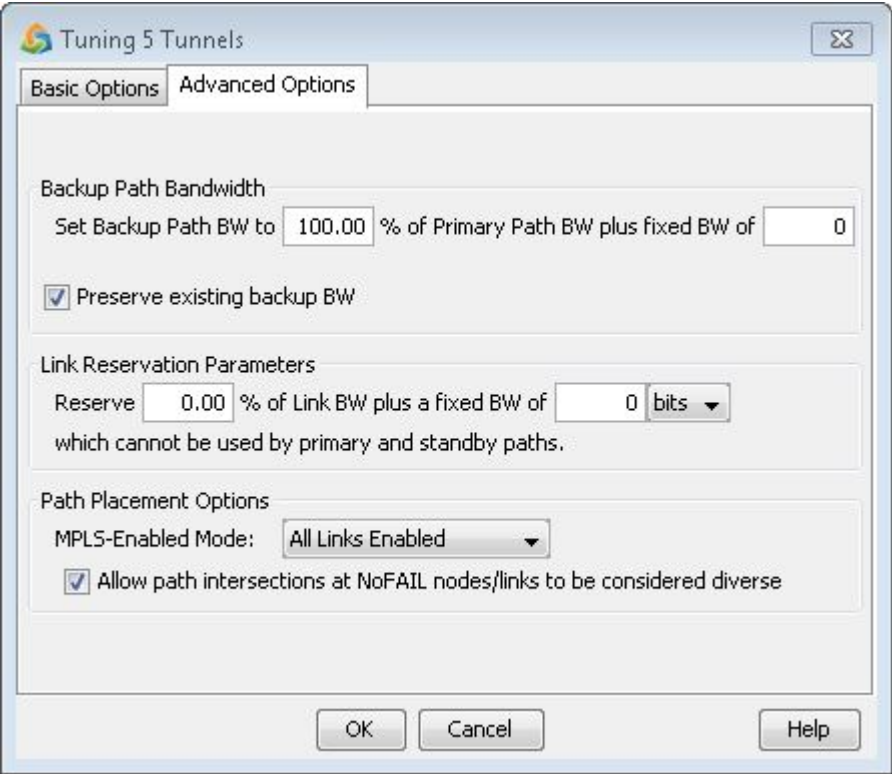 Tuning 5 Tunnels
Basic Options Advanced Options
Backup Path Bandwidth
Set Backup Path BW to 100.00 % of Primary Path BW plus fixed BW of 0
Preserve existing backup BW
Link Reservation Parameters
Reserve 0.00 % of Link BW plus a fixed BW of 0 bits
which cannot be used by primary and standby paths.
Path Placement Options
MPLS-Enabled Mode: All Links Enabled
Allow path intersections at NoFAIL nodes/links to be considered diverse
OK Cancel Help